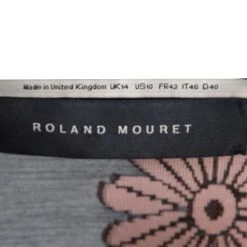 Made in United Kingdom UK14 US10 FR42 IT46 D40
ROLAND MOURET